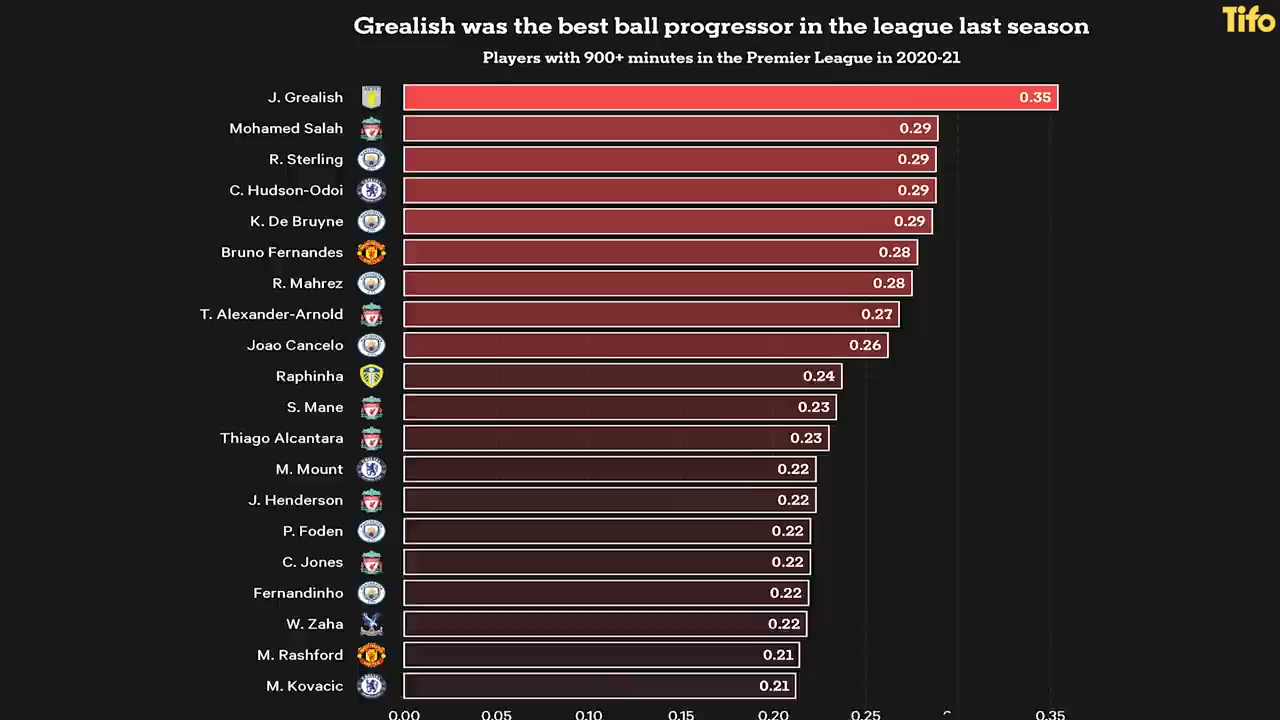 Tifo
Grealish was the best ball progressor in the league last season
Players with 900+ minutes in the Premier League in 2020-21
J. Grealish 0.35
Mohamed Salah 0.29
R. Sterling 0.29
C. Hudson-Odoi 0.29
K. De Bruyne 0.29
Bruno Fernandes 0.28
R. Mahrez 0.28
T. Alexander-Arnold 0.27
Joao Cancelo 0.26
Raphinha 0.24
S. Mane 0.23
Thiago Alcantara 0.23
M. Mount 0.22
J. Henderson 0.22
P. Foden 0.22
C. Jones 0.22
Fernandinho 0.22
W. Zaha 0.22
M. Rashford 0.21
M. Kovacic 0.21
0.00 0.05 0.10 0.15 0.20 0.25 0.35